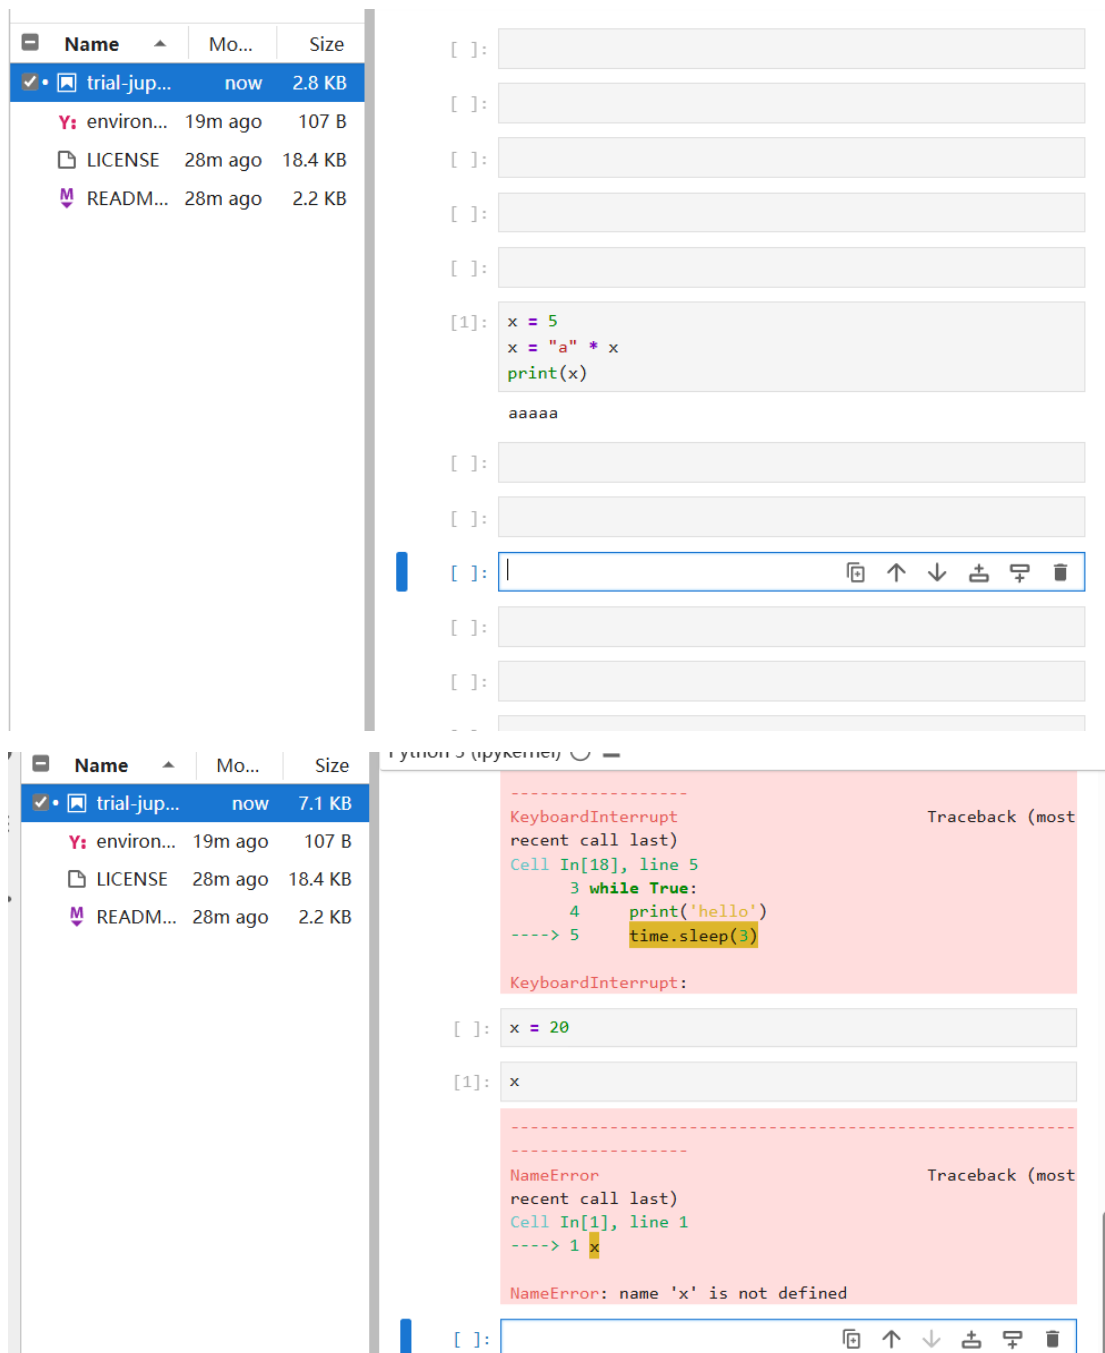 Name Mo... Size
trial-jup... now 2.8 KB
Y: environ... 19m ago 107 B
LICENSE 28m ago 18.4 KB
M READM... 28m ago 2.2 KB
[ ]:
[ ]:
[ ]:
[ ]:
[ ]:
[1]: x = 5
x = "a" * x
print(x)
aaaaa
[ ]:
[ ]:
[ ]:
[ ]:
[ ]:
Name Mo... Size
trial-jup... now 7.1 KB
Y: environ... 19m ago 107 B
LICENSE 28m ago 18.4 KB
M READM... 28m ago 2.2 KB
Python 3 (ipykernel)
------------------
KeyboardInterrupt Traceback (most
recent call last)
Cell In[18], line 5
3 while True:
4 print('hello')
----> 5 time.sleep(3)
KeyboardInterrupt:
[ ]: x = 20
[1]: x
---------------------------------------------------------
------------------
NameError Traceback (most
recent call last)
Cell In[1], line 1
----> 1 x
NameError: name 'x' is not defined
[ ]: